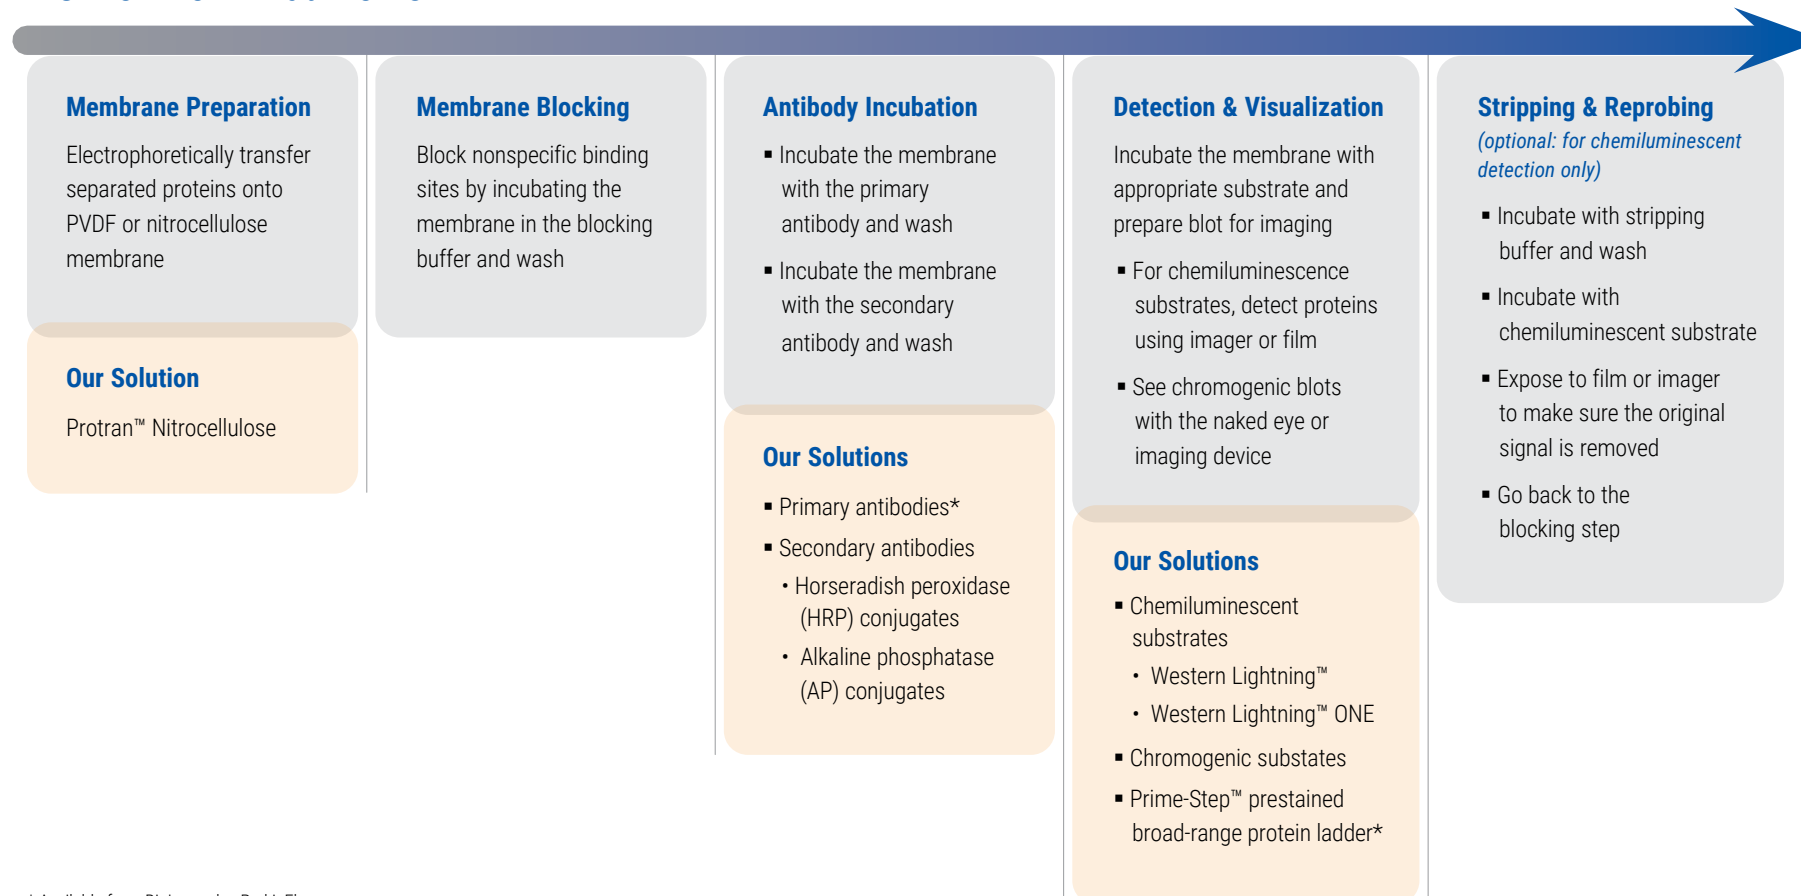 Membrane Preparation
Electrophoretically transfer
separated proteins onto
PVDF or nitrocellulose
membrane
Our Solution
Protran™ Nitrocellulose
Membrane Blocking
Block nonspecific binding
sites by incubating the
membrane in the blocking
buffer and wash
Antibody Incubation
▪ Incubate the membrane
with the primary
antibody and wash
▪ Incubate the membrane
with the secondary
antibody and wash
Our Solutions
▪ Primary antibodies*
▪ Secondary antibodies
• Horseradish peroxidase
(HRP) conjugates
• Alkaline phosphatase
(AP) conjugates
Detection & Visualization
Incubate the membrane with
appropriate substrate and
prepare blot for imaging
▪ For chemiluminescence
substrates, detect proteins
using imager or film
▪ See chromogenic blots
with the naked eye or
imaging device
Our Solutions
▪ Chemiluminescent
substrates
• Western Lightning™
• Western Lightning™ ONE
▪ Chromogenic substates
▪ Prime-Step™ prestained
broad-range protein ladder*
Stripping & Reprobing
(optional: for chemiluminescent
detection only)
▪ Incubate with stripping
buffer and wash
▪ Incubate with
chemiluminescent substrate
▪ Expose to film or imager
to make sure the original
signal is removed
▪ Go back to the
blocking step